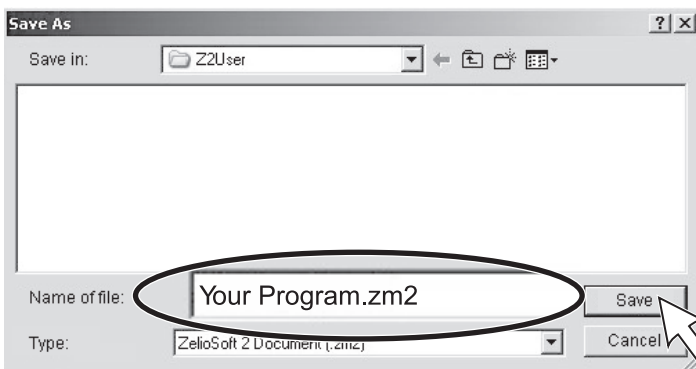 Save As
Save in: Z2User
Name of file: Your Program.zm2 Save
Type: ZelioSoft 2 Document (.zm2) Cancel